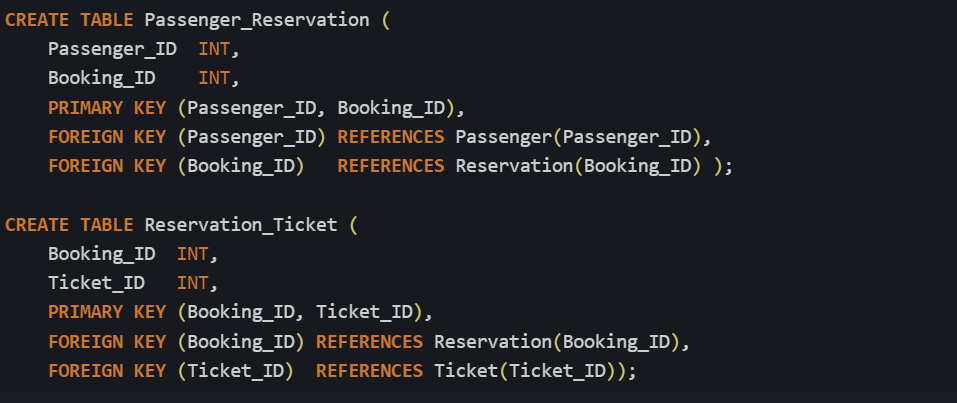 CREATE TABLE Passenger_Reservation (
    Passenger_ID  INT,
    Booking_ID    INT,
    PRIMARY KEY (Passenger_ID, Booking_ID),
    FOREIGN KEY (Passenger_ID) REFERENCES Passenger(Passenger_ID),
    FOREIGN KEY (Booking_ID)   REFERENCES Reservation(Booking_ID) );

CREATE TABLE Reservation_Ticket (
    Booking_ID  INT,
    Ticket_ID   INT,
    PRIMARY KEY (Booking_ID, Ticket_ID),
    FOREIGN KEY (Booking_ID) REFERENCES Reservation(Booking_ID),
    FOREIGN KEY (Ticket_ID)  REFERENCES Ticket(Ticket_ID));